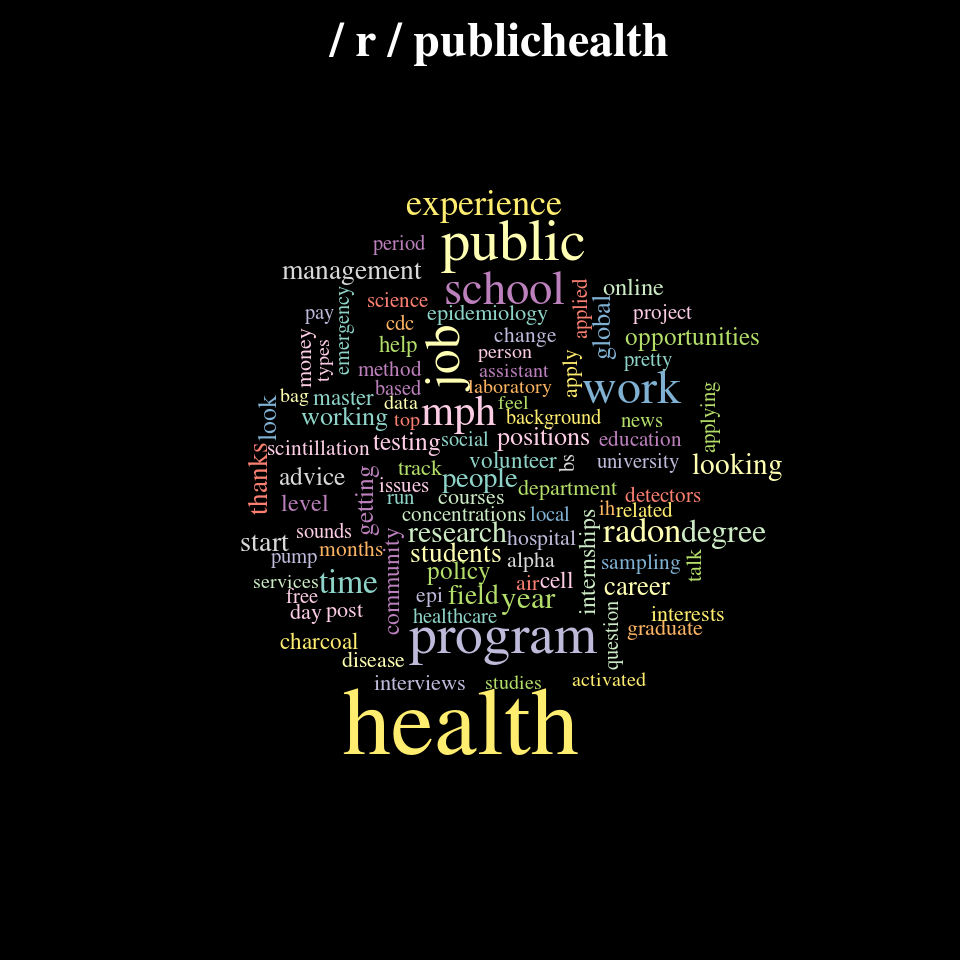 / r / publichealth
experience
public
period
management
school
online
applied
science
emergency
pay
epidemiology
global
project
cdc
change
opportunities
help
job
person
money
types
pretty
method
assistant
apply
work
based
laboratory
bag
master
data
mph
feel
look
working
top
background
news
applying
testing
social
positions
education
scintillation
thanks
track
volunteer
bs
university
looking
advice
getting
issues
people
department
detectors
level
run
courses
concentrations
local
ih
related
sounds
research
hospital
internships
radon
degree
start
pump
months
students
alpha
sampling
talk
services
time
community
policy
air
cell
career
free
epi
field
year
day
post
healthcare
interests
question
graduate
charcoal
program
disease
interviews
studies
activated
health